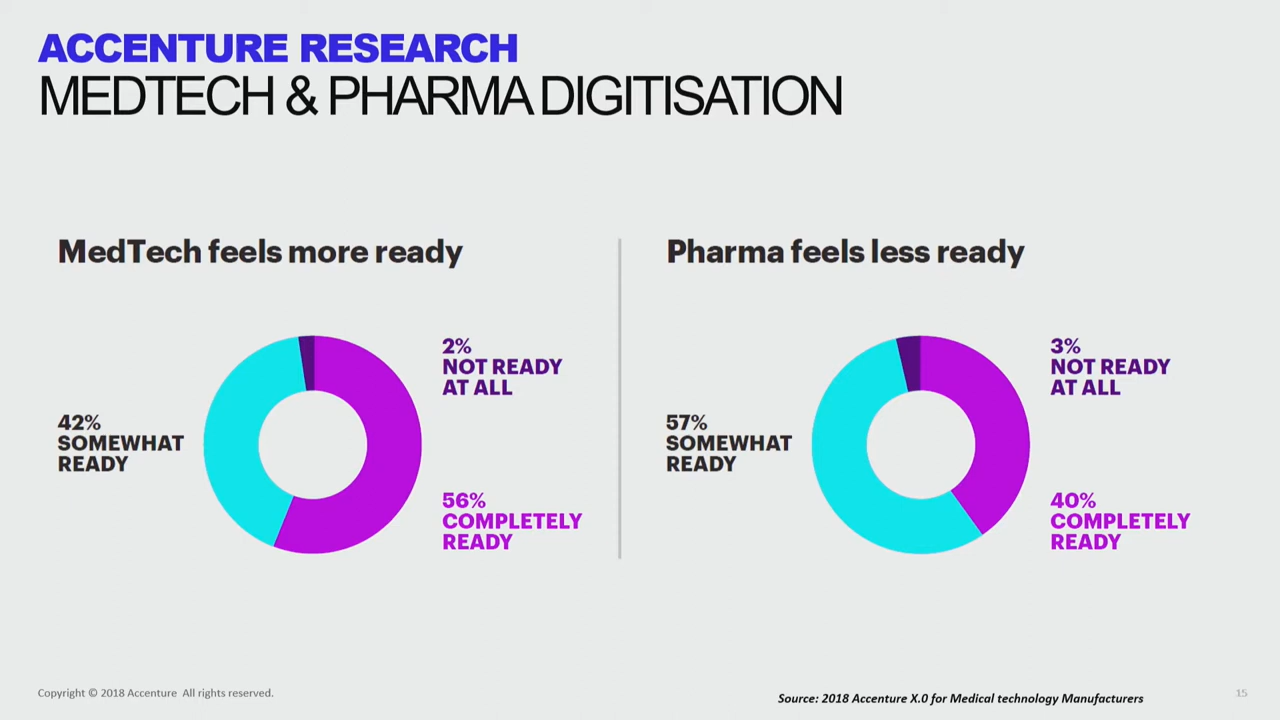 ACCENTURE RESEARCH
MEDTECH & PHARMA DIGITISATION
MedTech feels more ready
2%
NOT READY
AT ALL
42%
SOMEWHAT
READY
56%
COMPLETELY
READY
Pharma feels less ready
3%
NOT READY
AT ALL
57%
SOMEWHAT
READY
40%
COMPLETELY
READY
Copyright © 2018 Accenture All rights reserved.
Source: 2018 Accenture X.0 for Medical technology Manufacturers
15